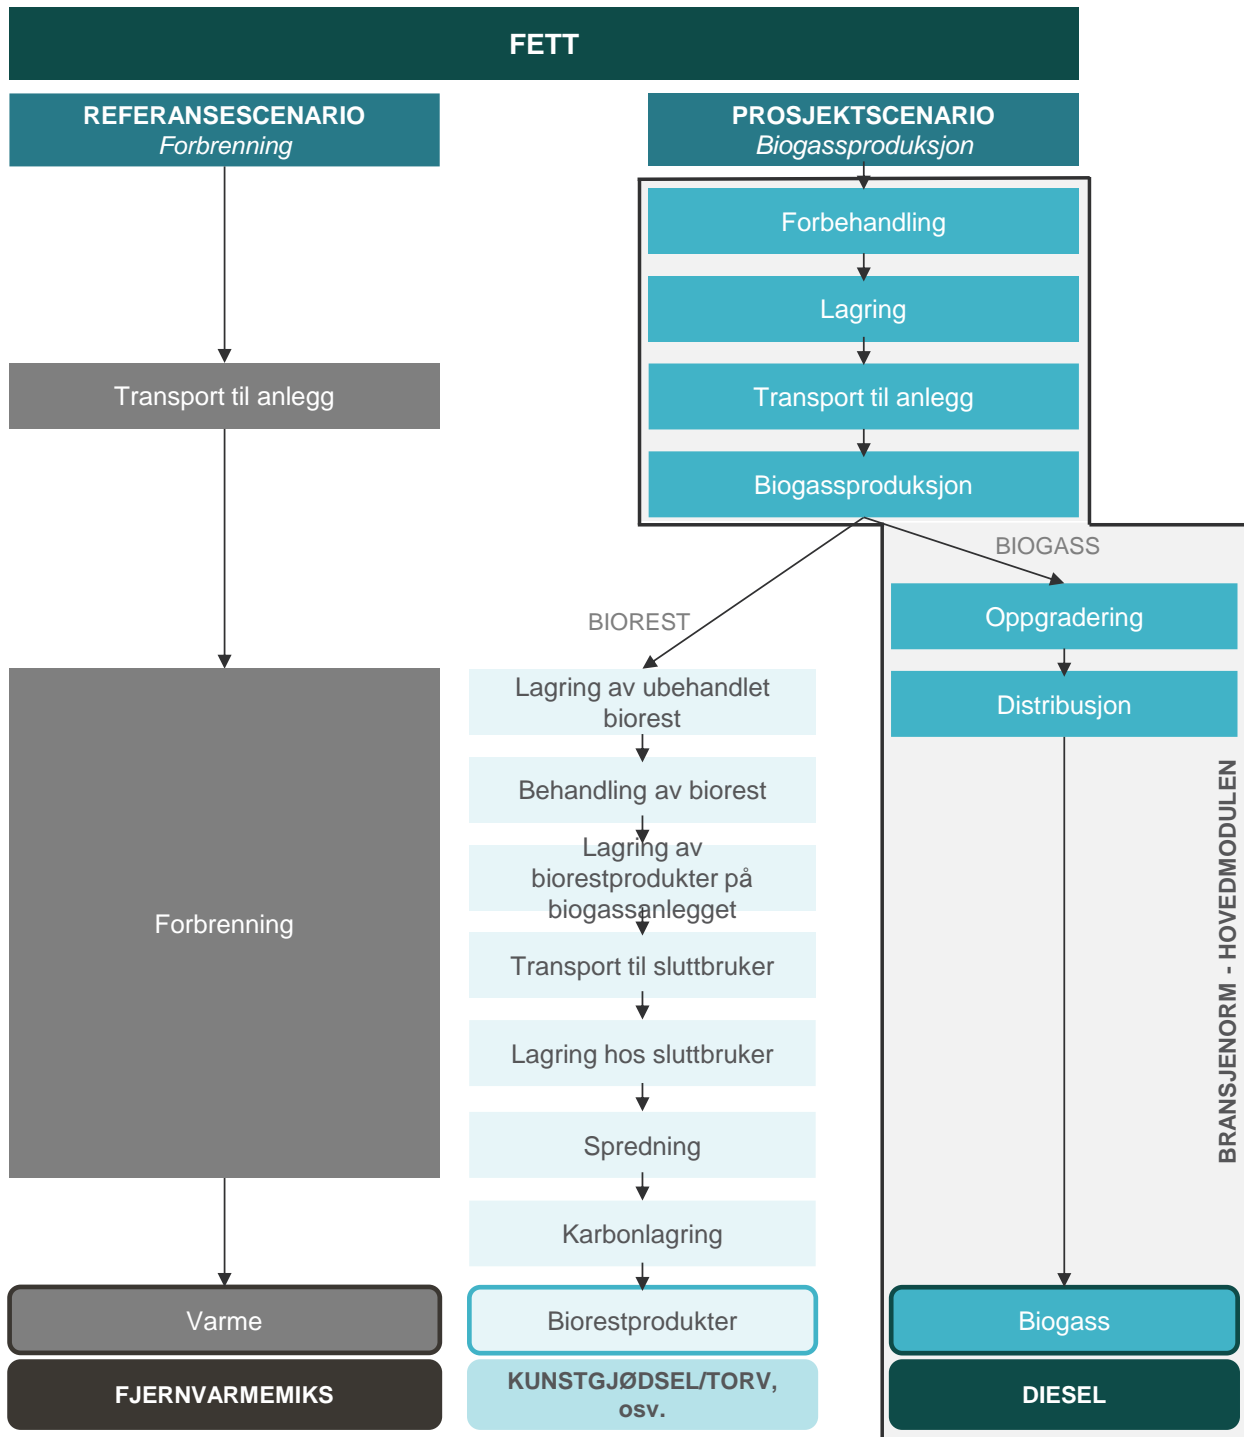 FETT
REFERANSESCENARIO
Forbrenning
PROSJEKTSCENARIO
Biogassproduksjon
Forbehandling
Lagring
Transport til anlegg
Transport til anlegg
Biogassproduksjon
BIOGASS
BIOREST
Oppgradering
Lagring av ubehandlet
biorest
Distribusjon
Behandling av biorest
Lagring av
biorestprodukter på
biogassanlegget
Forbrenning
Transport til sluttbruker
BRANSJENORM - HOVEDMODULEN
Lagring hos sluttbruker
Spredning
Karbonlagring
Varme
Biorestprodukter
Biogass
FJERNVARMEMIKS
KUNSTGJØDSEL/TORV,
osv.
DIESEL